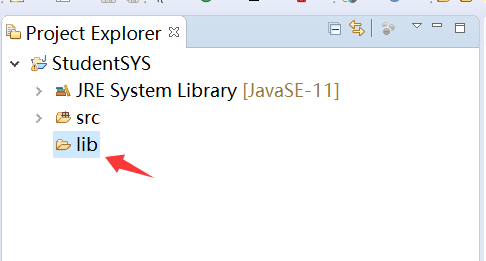 Project Explorer
StudentSYS
JRE System Library [JavaSE-11]
src
lib